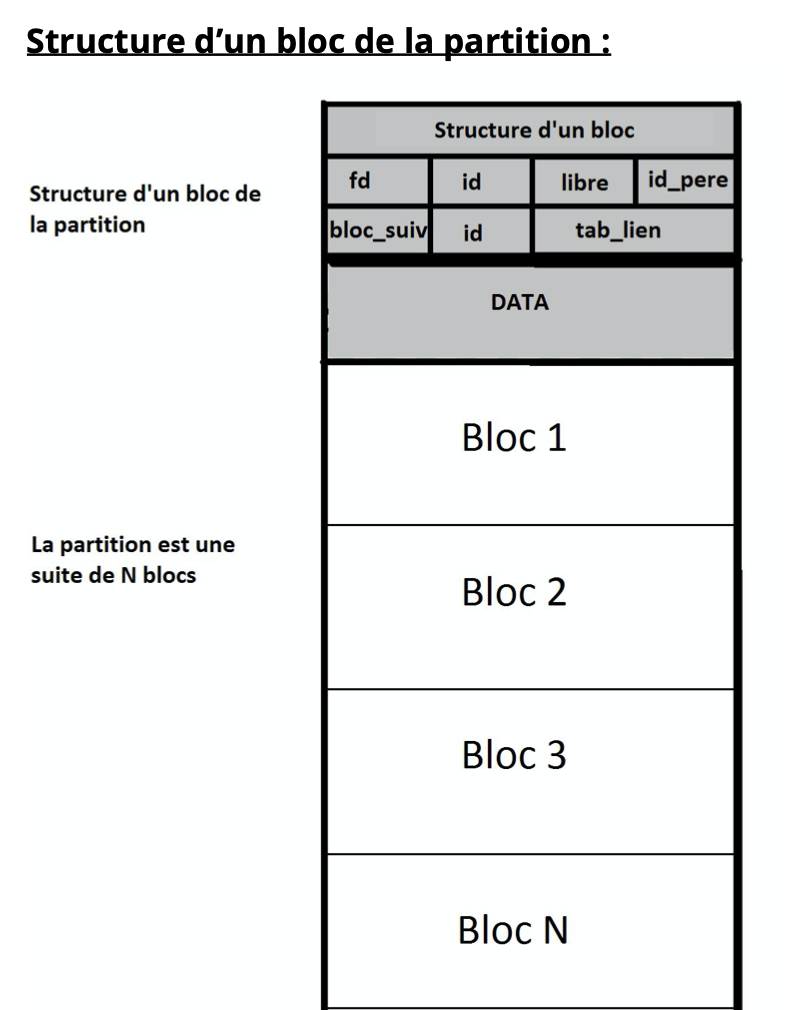 Structure d’un bloc de la partition :
Structure d'un bloc
Structure d'un bloc de
la partition
fd id libre id_pere
bloc_suiv id tab_lien
DATA
Bloc 1
La partition est une
suite de N blocs
Bloc 2
Bloc 3
Bloc N